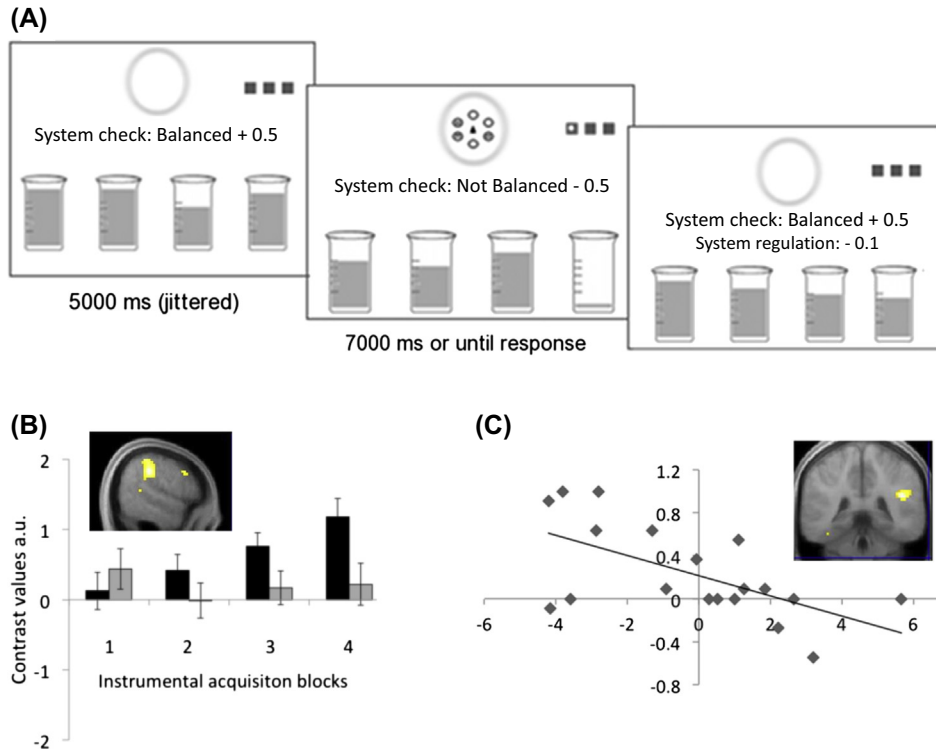 (A)
System check: Balanced + 0.5
5000 ms (jittered)
System check: Not Balanced - 0.5
7000 ms or until response
System check: Balanced + 0.5
System regulation: - 0.1
(B)
2
1
0
-1
-2
Contrast values a.u.
1 2 3 4
Instrumental acquisiton blocks
(C)
1.2
0.8
0.4
0
-0.4
-0.8
-6 -4 -2 0 2 4 6